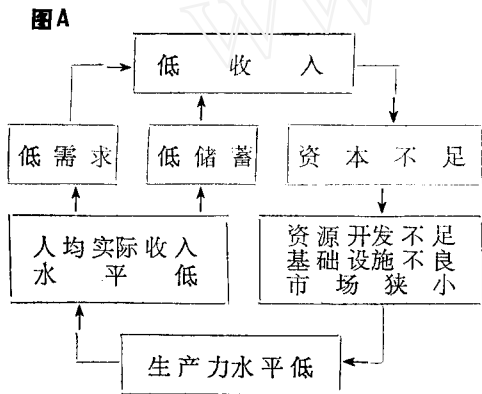 图A
低收入
低需求
低储蓄
资本不足
人均实际收入
水平低
资源开发不足
基础设施不良
市场狭小
生产力水平低